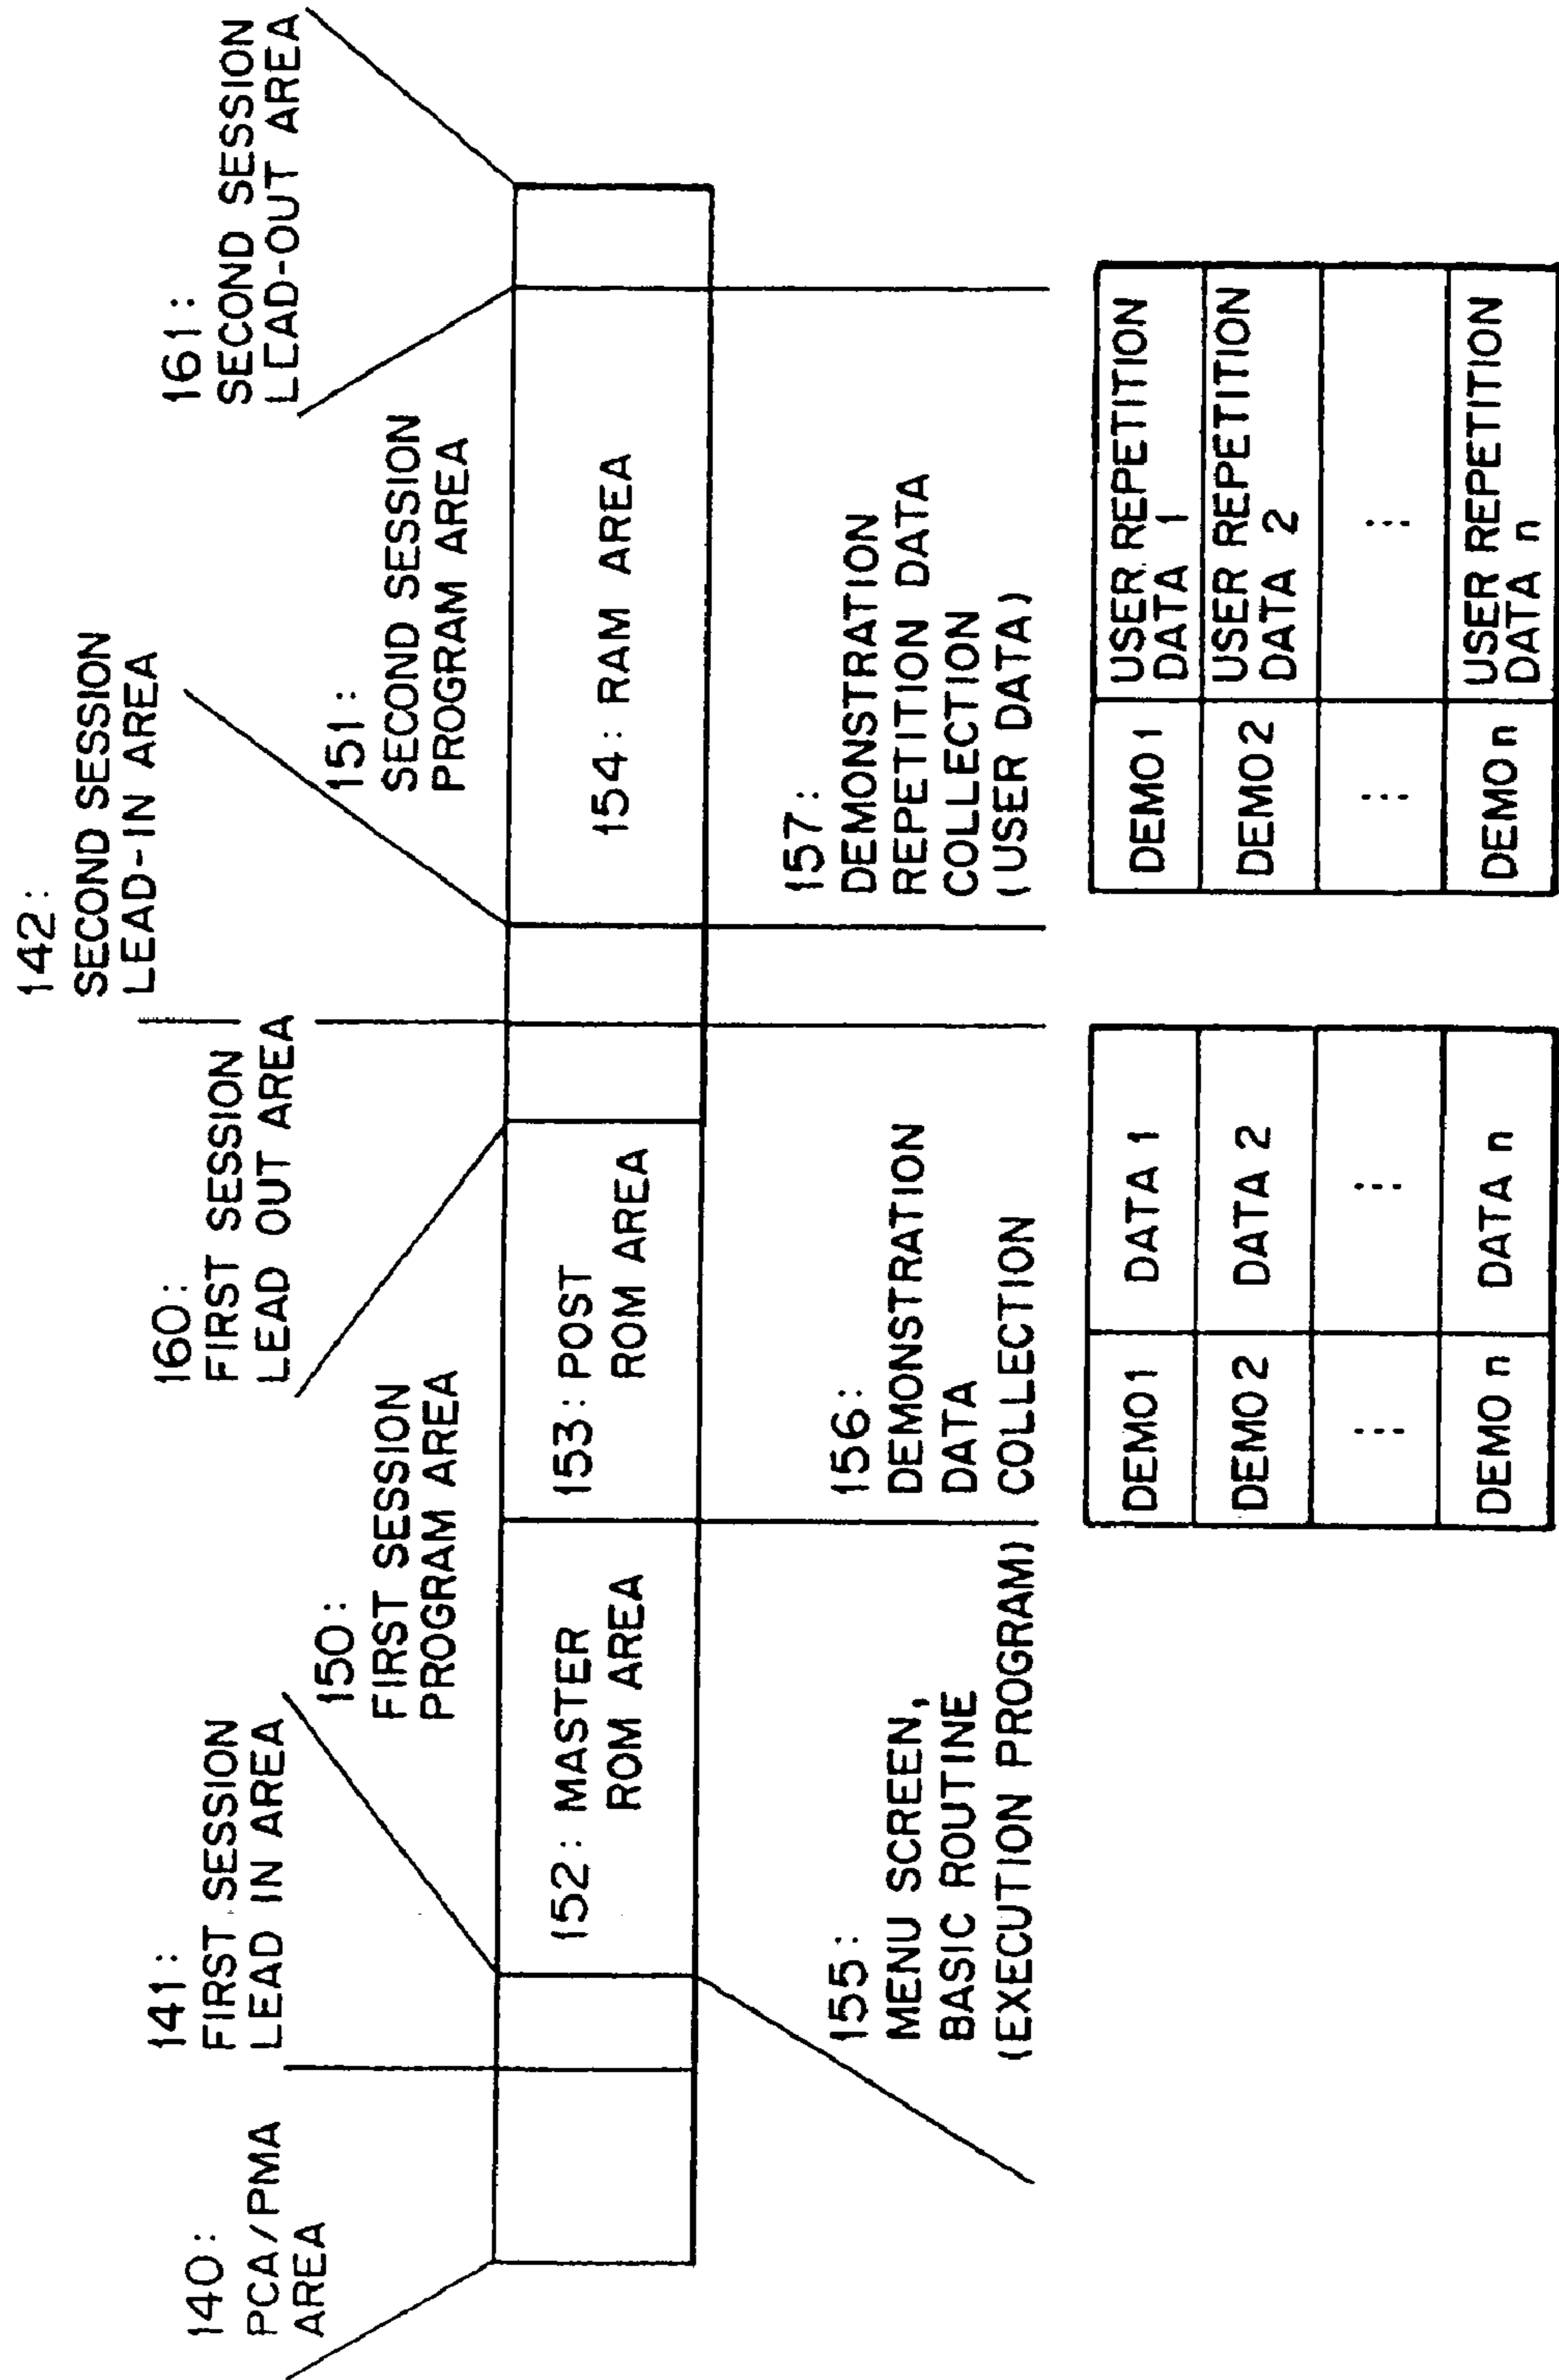 140:
PCA/PMA
AREA
141:
FIRST SESSION
LEAD IN AREA
150:
FIRST SESSION
PROGRAM AREA
160:
FIRST SESSION
LEAD OUT AREA
142:
SECOND SESSION
LEAD-IN AREA
151:
SECOND SESSION
PROGRAM AREA
161:
SECOND SESSION
LEAD-OUT AREA
152: MASTER
ROM AREA
153: POST
ROM AREA
154: RAM AREA
155:
MENU SCREEN,
BASIC ROUTINE
(EXECUTION PROGRAM)
156:
DEMONSTRATION
DATA
COLLECTION
157:
DEMONSTRATION
REPETITION DATA
COLLECTION
(USER DATA)
DEMO1 DATA 1
DEMO2 DATA 2
... ...
DEMO n DATA n
DEMO1 USER REPETITION
DATA 1
DEMO2 USER REPETITION
DATA 2
... ...
DEMO n USER REPETITION
DATA n